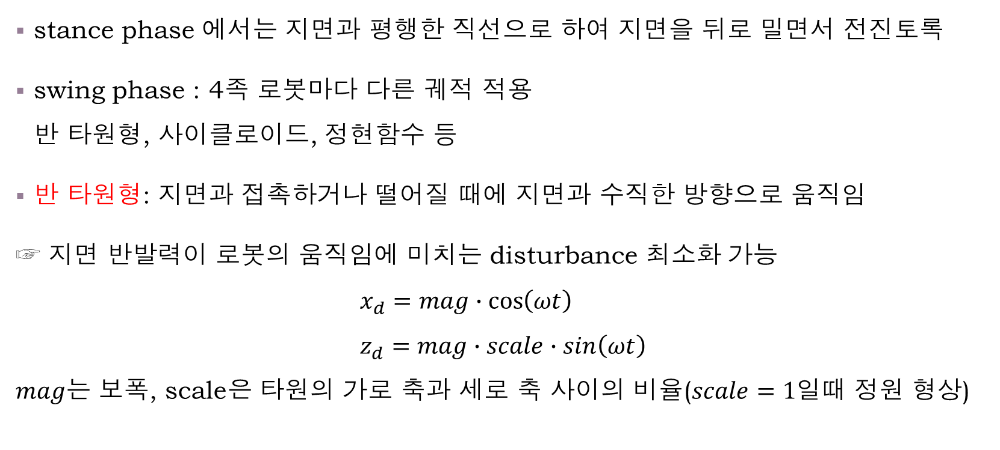 ▪ stance phase 에서는 지면과 평행한 직선으로 하여 지면을 뒤로 밀면서 전진토록
▪ swing phase : 4족 로봇마다 다른 궤적 적용
반 타원형, 사이클로이드, 정현함수 등
▪ 반 타원형: 지면과 접촉하거나 떨어질 때에 지면과 수직한 방향으로 움직임
☞ 지면 반발력이 로봇의 움직임에 미치는 disturbance 최소화 가능
x_d = mag · cos(ωt)
z_d = mag · scale · sin(ωt)
mag는 보폭, scale은 타원의 가로 축과 세로 축 사이의 비율(scale = 1일때 정원 형상)